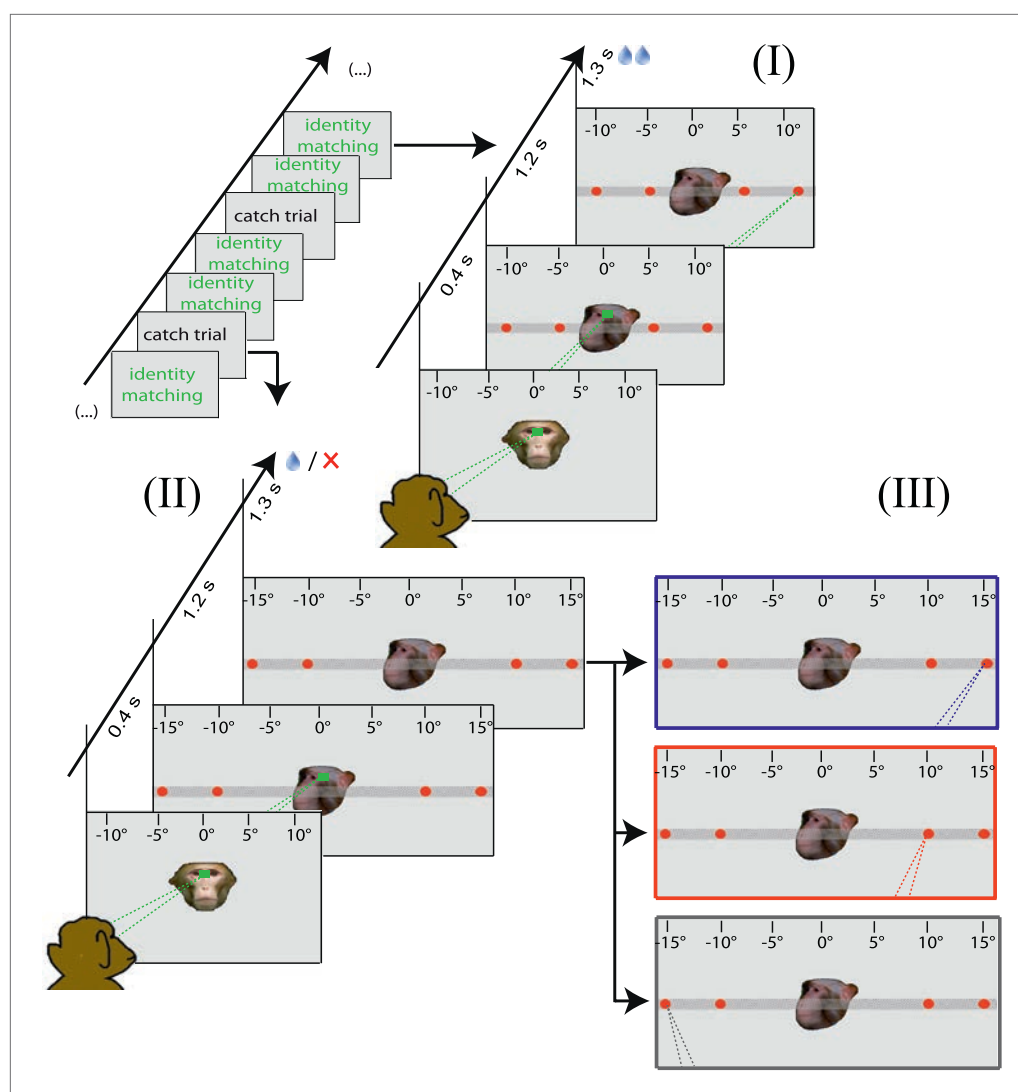 (...)
identity
matching
identity
matching
catch trial
identity
matching
identity
matching
catch trial
identity
matching
(...)
(I)
1.3 s
1.2 s
0.4 s
-10° -5° 0° 5° 10°
-10° -5° 0° 5° 10°
-10° -5° 0° 5° 10°
(II)
/ ×
1.3 s
1.2 s
0.4 s
-15° -10° -5° 0° 5° 10° 15°
-15° -10° -5° 0° 5° 10° 15°
-10° -5° 0° 5° 10°
(III)
-15° -10° -5° 0° 5° 10° 15°
-15° -10° -5° 0° 5° 10° 15°
-15° -10° -5° 0° 5° 10° 15°